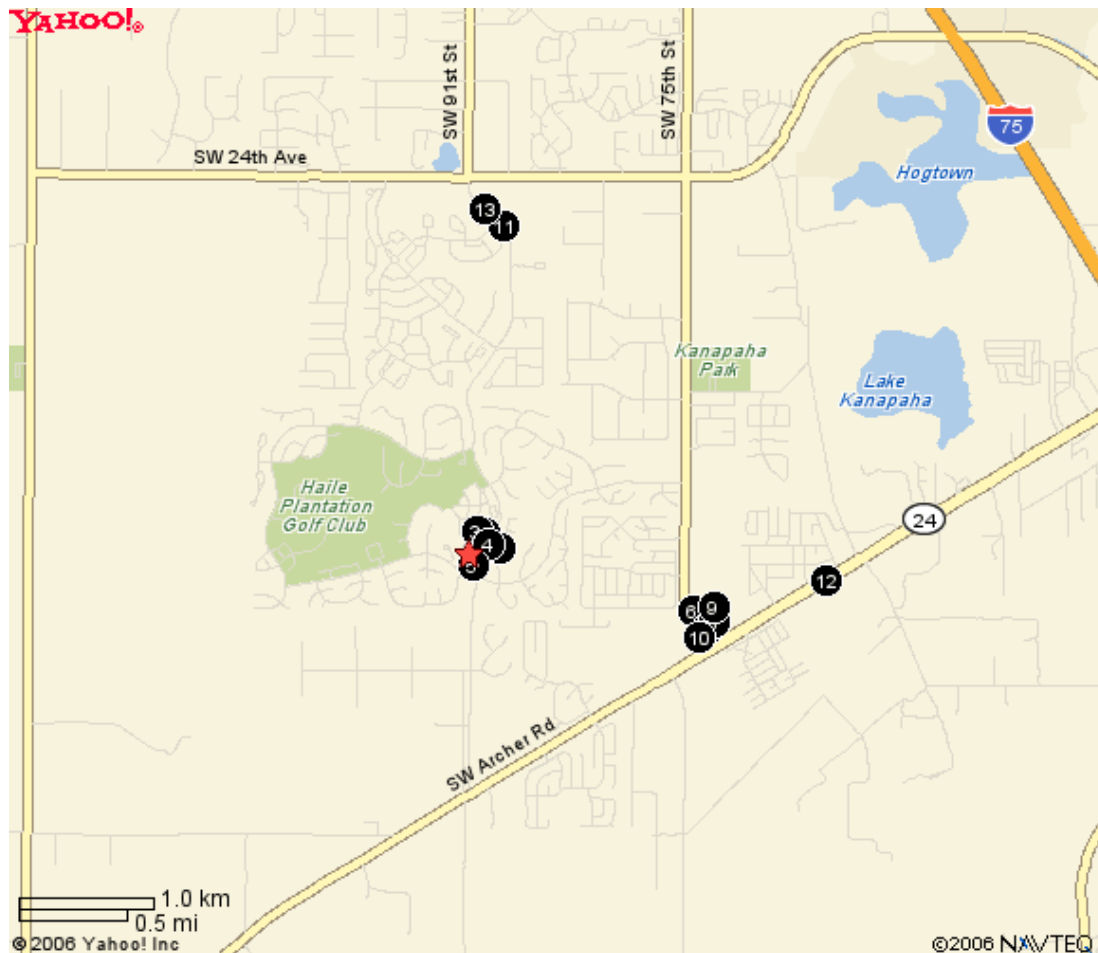 YAHOO!®
SW 91st St
SW 75th St
75
SW 24th Ave
Hogtown
13
11
Kanapaha
Park
Lake
Kanapaha
Haile
Plantation
Golf Club
24
4
12
6
9
10
SW Archer Rd
1.0 km
0.5 mi
© 2006 Yahoo! Inc
©2006 NAVTEQ